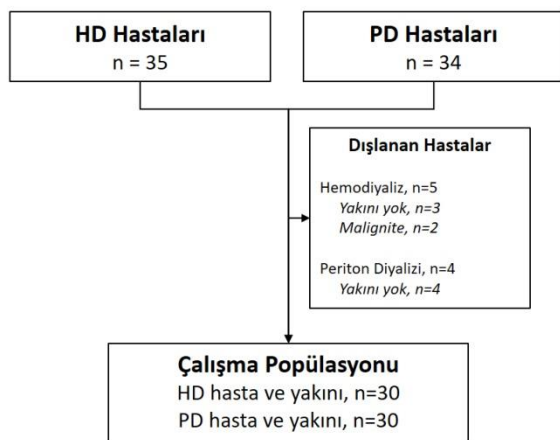 HD Hastaları
n = 35
PD Hastaları
n = 34
Dışlanan Hastalar
Hemodiyaliz, n=5
Yakını yok, n=3
Malignite, n=2
Periton Diyalizi, n=4
Yakını yok, n=4
Çalışma Popülasyonu
HD hasta ve yakını, n=30
PD hasta ve yakını, n=30